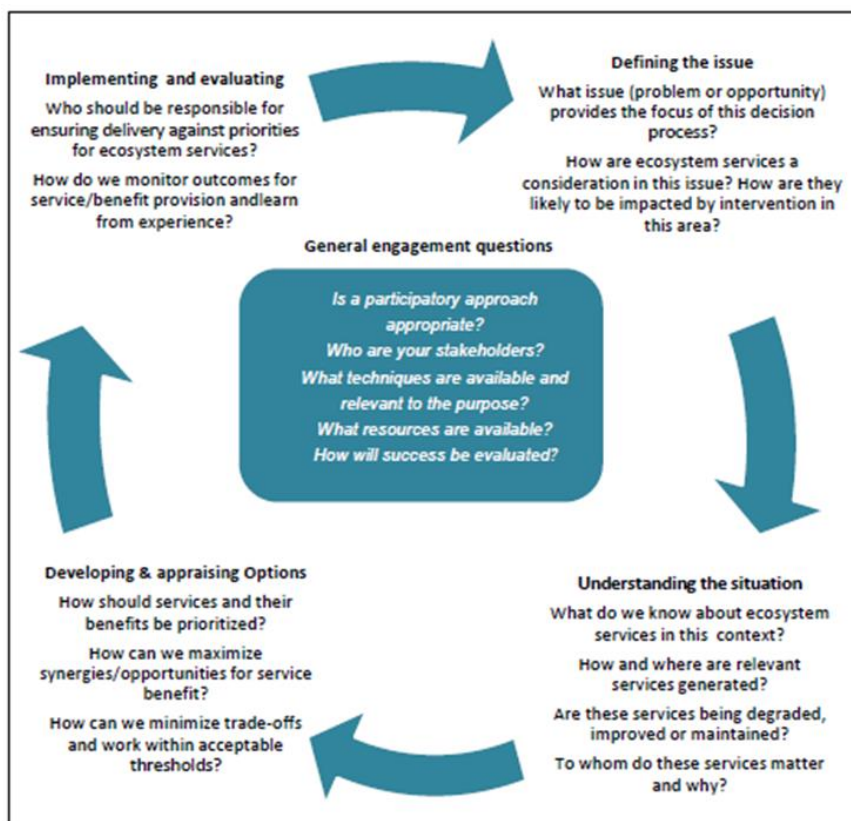 Implementing and evaluating
Who should be responsible for
ensuring delivery against priorities
for ecosystem services?
How do we monitor outcomes for
service/benefit provision andlearn
from experience?
Defining the issue
What issue (problem or opportunity)
provides the focus of this decision
process?
How are ecosystem services a
consideration in this issue? How are they
likely to be impacted by intervention in
this area?
General engagement questions
Is a participatory approach
appropriate?
Who are your stakeholders?
What techniques are available and
relevant to the purpose?
What resources are available?
How will success be evaluated?
Developing & appraising Options
How should services and their
benefits be prioritized?
How can we maximize
synergies/opportunities for service
benefit?
How can we minimize trade-offs
and work within acceptable
thresholds?
Understanding the situation
What do we know about ecosystem
services in this context?
How and where are relevant
services generated?
Are these services being degraded,
improved or maintained?
To whom do these services matter
and why?